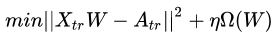 min||X_{tr}W − A_{tr}||^2 + ηΩ(W)